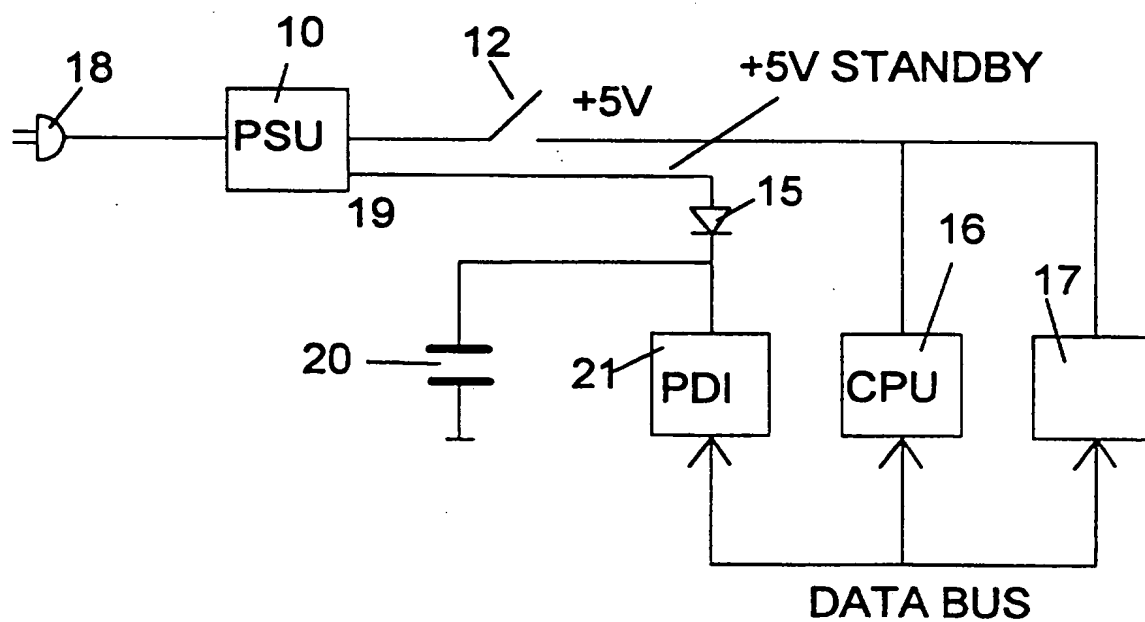 10
12
18
+5V STANDBY
+5V
PSU
19
15
16
17
20
21
PDI
CPU
DATA BUS